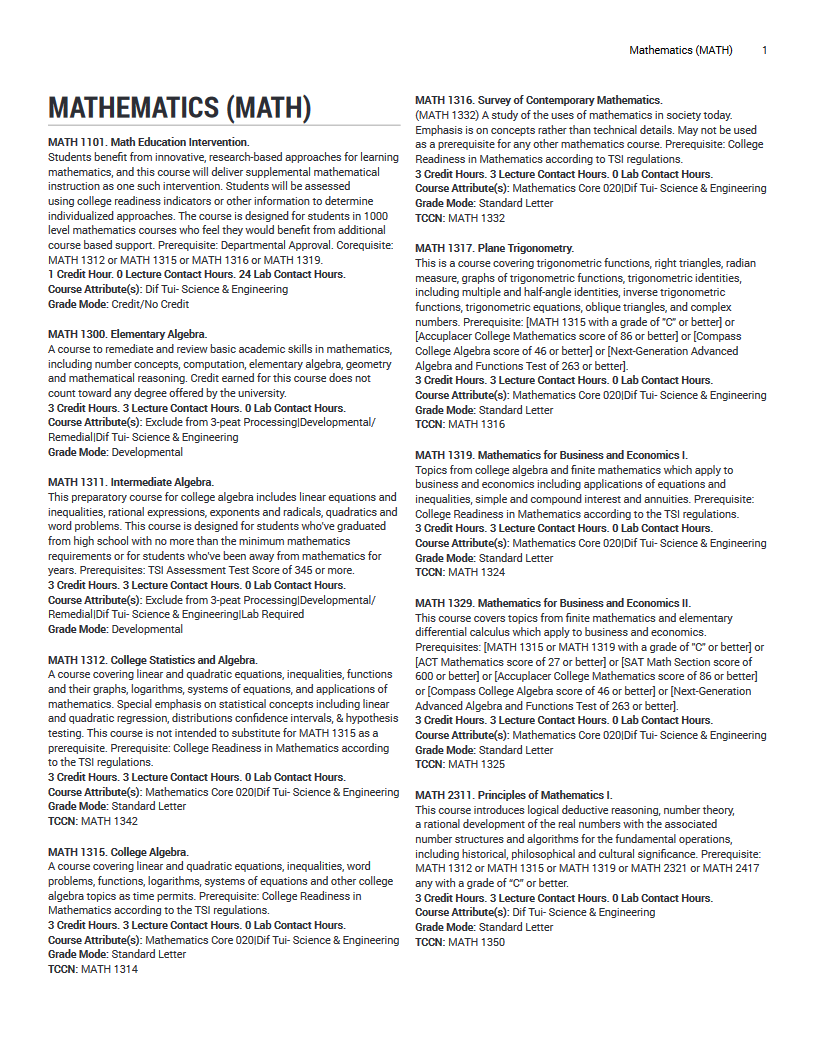 Mathematics (MATH) 1
MATHEMATICS (MATH)
MATH 1101. Math Education Intervention.
Students benefit from innovative, research-based approaches for learning
mathematics, and this course will deliver supplemental mathematical
instruction as one such intervention. Students will be assessed
using college readiness indicators or other information to determine
individualized approaches. The course is designed for students in 1000
level mathematics courses who feel they would benefit from additional
course based support. Prerequisite: Departmental Approval. Corequisite:
MATH 1312 or MATH 1315 or MATH 1316 or MATH 1319.
1 Credit Hour. 0 Lecture Contact Hours. 24 Lab Contact Hours.
Course Attribute(s): Dif Tui- Science & Engineering
Grade Mode: Credit/No Credit
MATH 1300. Elementary Algebra.
A course to remediate and review basic academic skills in mathematics,
including number concepts, computation, elementary algebra, geometry
and mathematical reasoning. Credit earned for this course does not
count toward any degree offered by the university.
3 Credit Hours. 3 Lecture Contact Hours. 0 Lab Contact Hours.
Course Attribute(s): Exclude from 3-peat Processing|Developmental/
Remedial|Dif Tui- Science & Engineering
Grade Mode: Developmental
MATH 1311. Intermediate Algebra.
This preparatory course for college algebra includes linear equations and
inequalities, rational expressions, exponents and radicals, quadratics and
word problems. This course is designed for students who've graduated
from high school with no more than the minimum mathematics
requirements or for students who've been away from mathematics for
years. Prerequisites: TSI Assessment Test Score of 345 or more.
3 Credit Hours. 3 Lecture Contact Hours. 0 Lab Contact Hours.
Course Attribute(s): Exclude from 3-peat Processing|Developmental/
Remedial|Dif Tui- Science & Engineering|Lab Required
Grade Mode: Developmental
MATH 1312. College Statistics and Algebra.
A course covering linear and quadratic equations, inequalities, functions
and their graphs, logarithms, systems of equations, and applications of
mathematics. Special emphasis on statistical concepts including linear
and quadratic regression, distributions confidence intervals, & hypothesis
testing. This course is not intended to substitute for MATH 1315 as a
prerequisite. Prerequisite: College Readiness in Mathematics according
to the TSI regulations.
3 Credit Hours. 3 Lecture Contact Hours. 0 Lab Contact Hours.
Course Attribute(s): Mathematics Core 020|Dif Tui- Science & Engineering
Grade Mode: Standard Letter
TCCN: MATH 1342
MATH 1315. College Algebra.
A course covering linear and quadratic equations, inequalities, word
problems, functions, logarithms, systems of equations and other college
algebra topics as time permits. Prerequisite: College Readiness in
Mathematics according to the TSI regulations.
3 Credit Hours. 3 Lecture Contact Hours. 0 Lab Contact Hours.
Course Attribute(s): Mathematics Core 020|Dif Tui- Science & Engineering
Grade Mode: Standard Letter
TCCN: MATH 1314
MATH 1316. Survey of Contemporary Mathematics.
(MATH 1332) A study of the uses of mathematics in society today.
Emphasis is on concepts rather than technical details. May not be used
as a prerequisite for any other mathematics course. Prerequisite: College
Readiness in Mathematics according to TSI regulations.
3 Credit Hours. 3 Lecture Contact Hours. 0 Lab Contact Hours.
Course Attribute(s): Mathematics Core 020|Dif Tui- Science & Engineering
Grade Mode: Standard Letter
TCCN: MATH 1332
MATH 1317. Plane Trigonometry.
This is a course covering trigonometric functions, right triangles, radian
measure, graphs of trigonometric functions, trigonometric identities,
including multiple and half-angle identities, inverse trigonometric
functions, trigonometric equations, oblique triangles, and complex
numbers. Prerequisite: [MATH 1315 with a grade of "C" or better] or
[Accuplacer College Mathematics score of 86 or better] or [Compass
College Algebra score of 46 or better] or [Next-Generation Advanced
Algebra and Functions Test of 263 or better].
3 Credit Hours. 3 Lecture Contact Hours. 0 Lab Contact Hours.
Course Attribute(s): Mathematics Core 020|Dif Tui- Science & Engineering
Grade Mode: Standard Letter
TCCN: MATH 1316
MATH 1319. Mathematics for Business and Economics I.
Topics from college algebra and finite mathematics which apply to
business and economics including applications of equations and
inequalities, simple and compound interest and annuities. Prerequisite:
College Readiness in Mathematics according to the TSI regulations.
3 Credit Hours. 3 Lecture Contact Hours. 0 Lab Contact Hours.
Course Attribute(s): Mathematics Core 020|Dif Tui- Science & Engineering
Grade Mode: Standard Letter
TCCN: MATH 1324
MATH 1329. Mathematics for Business and Economics II.
This course covers topics from finite mathematics and elementary
differential calculus which apply to business and economics.
Prerequisites: [MATH 1315 or MATH 1319 with a grade of "C" or better] or
[ACT Mathematics score of 27 or better] or [SAT Math Section score of
600 or better] or [Accuplacer College Mathematics score of 86 or better]
or [Compass College Algebra score of 46 or better] or [Next-Generation
Advanced Algebra and Functions Test of 263 or better].
3 Credit Hours. 3 Lecture Contact Hours. 0 Lab Contact Hours.
Course Attribute(s): Mathematics Core 020|Dif Tui- Science & Engineering
Grade Mode: Standard Letter
TCCN: MATH 1325
MATH 2311. Principles of Mathematics I.
This course introduces logical deductive reasoning, number theory,
a rational development of the real numbers with the associated
number structures and algorithms for the fundamental operations,
including historical, philosophical and cultural significance. Prerequisite:
MATH 1312 or MATH 1315 or MATH 1319 or MATH 2321 or MATH 2417
any with a grade of “C” or better.
3 Credit Hours. 3 Lecture Contact Hours. 0 Lab Contact Hours.
Course Attribute(s): Dif Tui- Science & Engineering
Grade Mode: Standard Letter
TCCN: MATH 1350